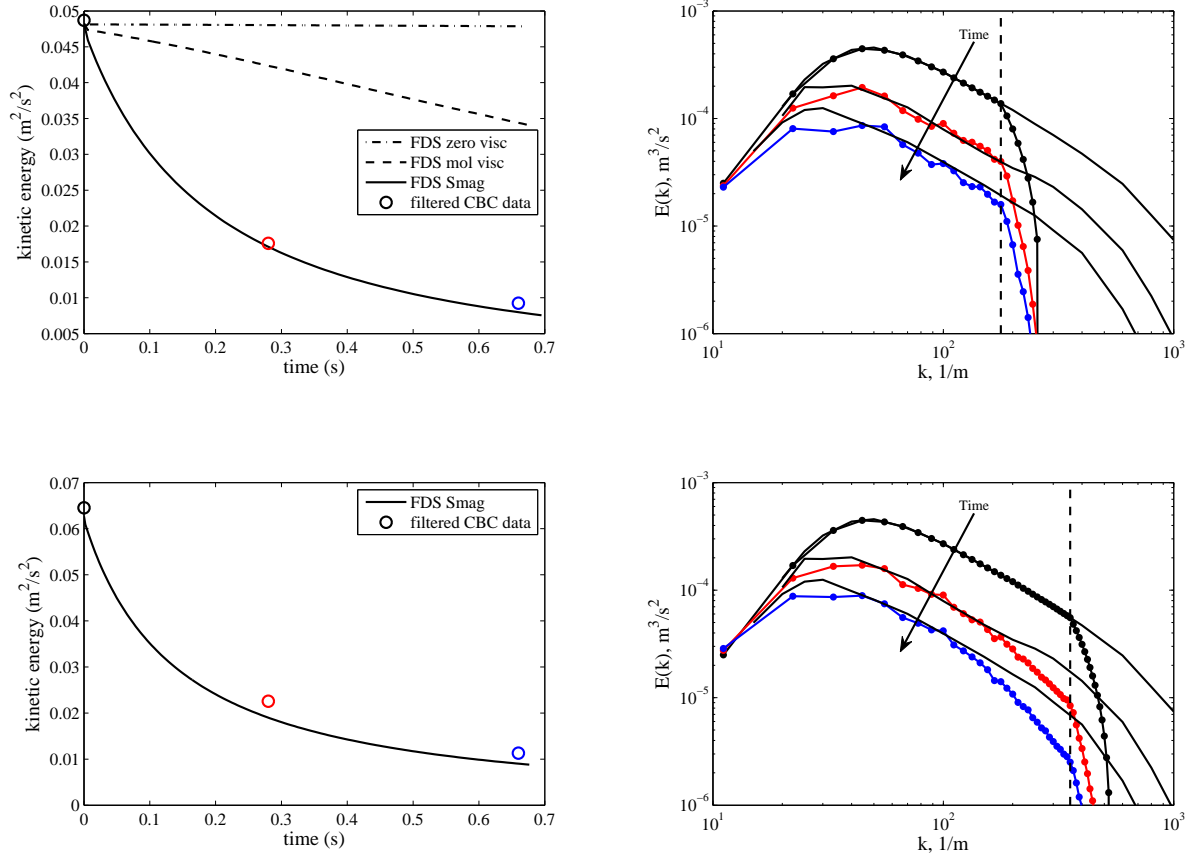 0.05
0.045
0.04
0.035
0.03
0.025
0.02
0.015
0.01
0.005
kinetic energy (m²/s²)
FDS zero visc
FDS mol visc
FDS Smag
filtered CBC data
0 0.1 0.2 0.3 0.4 0.5 0.6 0.7
time (s)
10⁻³
10⁻⁴
10⁻⁵
10⁻⁶
E(k), m³/s²
Time
10¹ 10² 10³
k, 1/m
0.07
0.06
0.05
0.04
0.03
0.02
0.01
0
kinetic energy (m²/s²)
FDS Smag
filtered CBC data
0 0.1 0.2 0.3 0.4 0.5 0.6 0.7
time (s)
10⁻³
10⁻⁴
10⁻⁵
10⁻⁶
E(k), m³/s²
Time
10¹ 10² 10³
k, 1/m